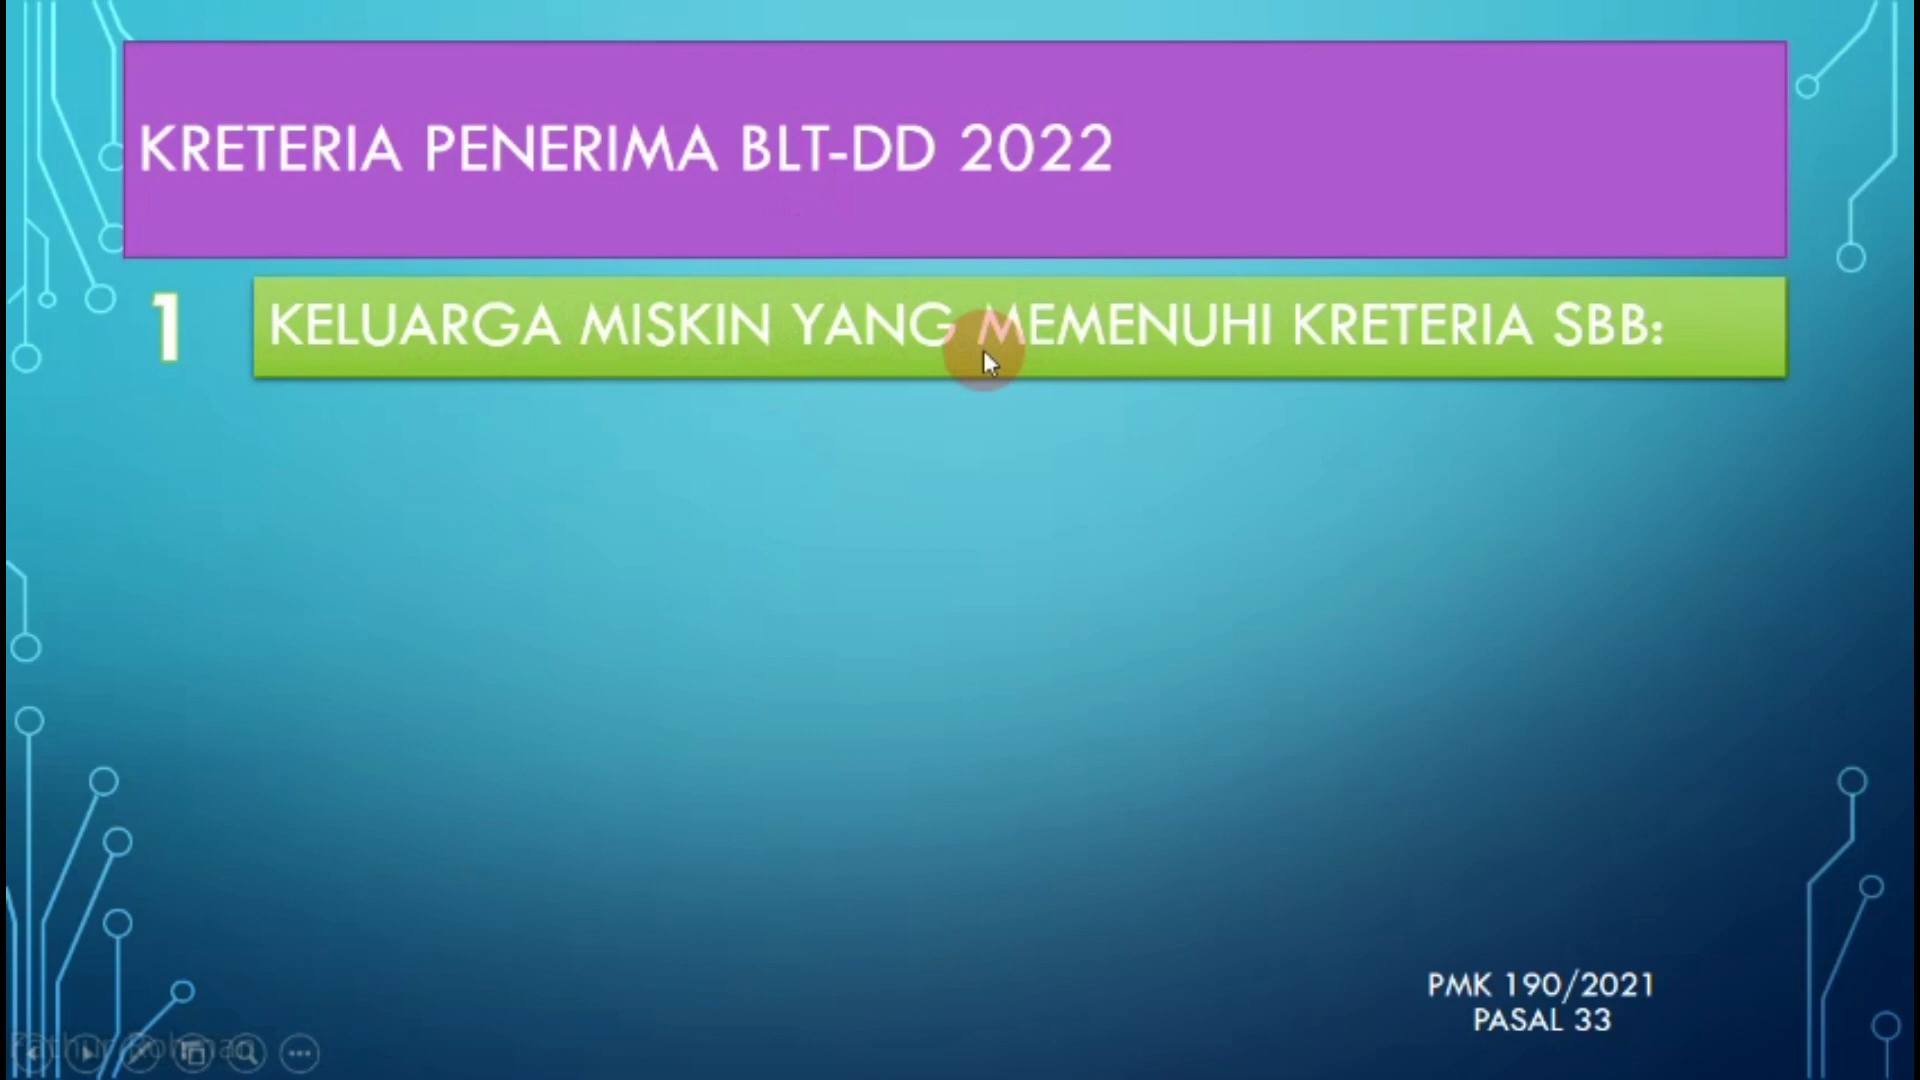 KRETERIA PENERIMA BLT-DD 2022
1 KELUARGA MISKIN YANG MEMENUHI KRETERIA SBB:
PMK 190/2021
PASAL 33